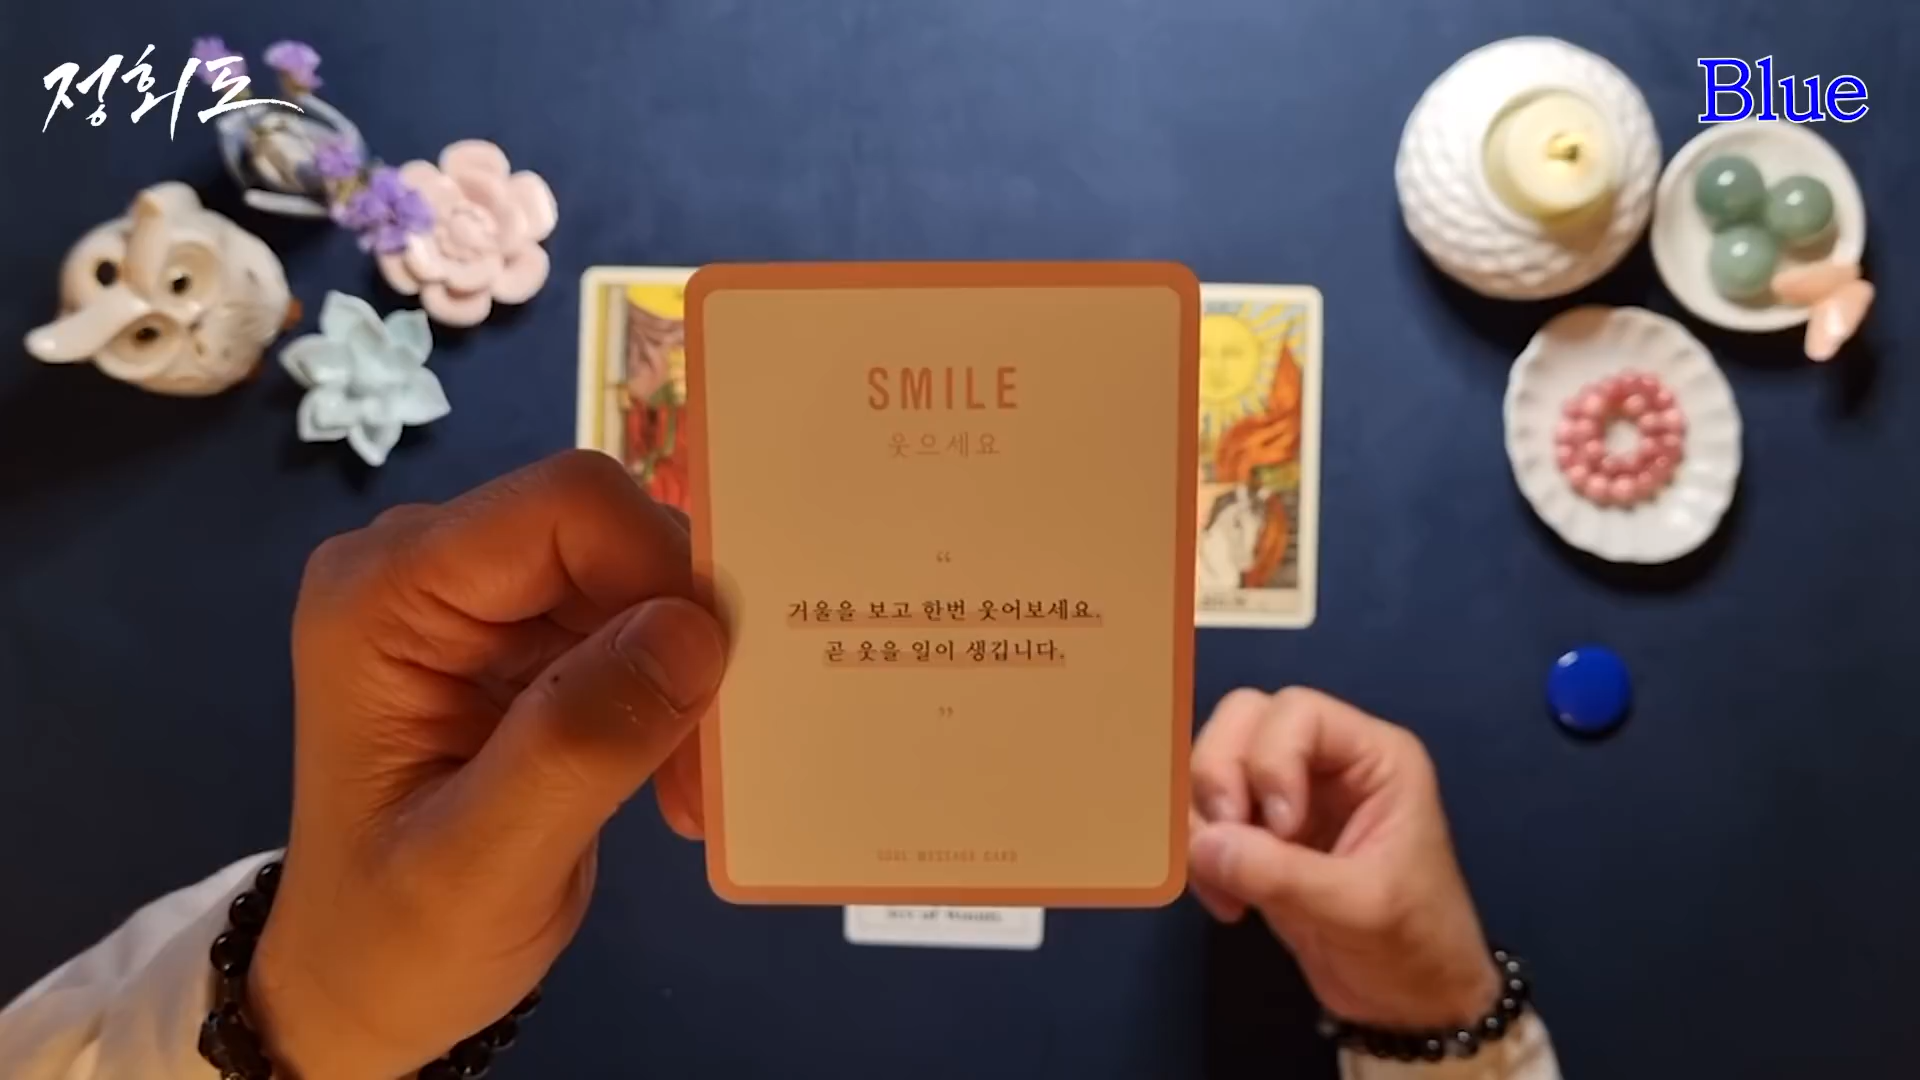 정회도
Blue
SMILE
웃으세요
“
거울을 보고 한번 웃어보세요.
곧 웃을 일이 생깁니다.
”
SOUL MESSAGE CARD